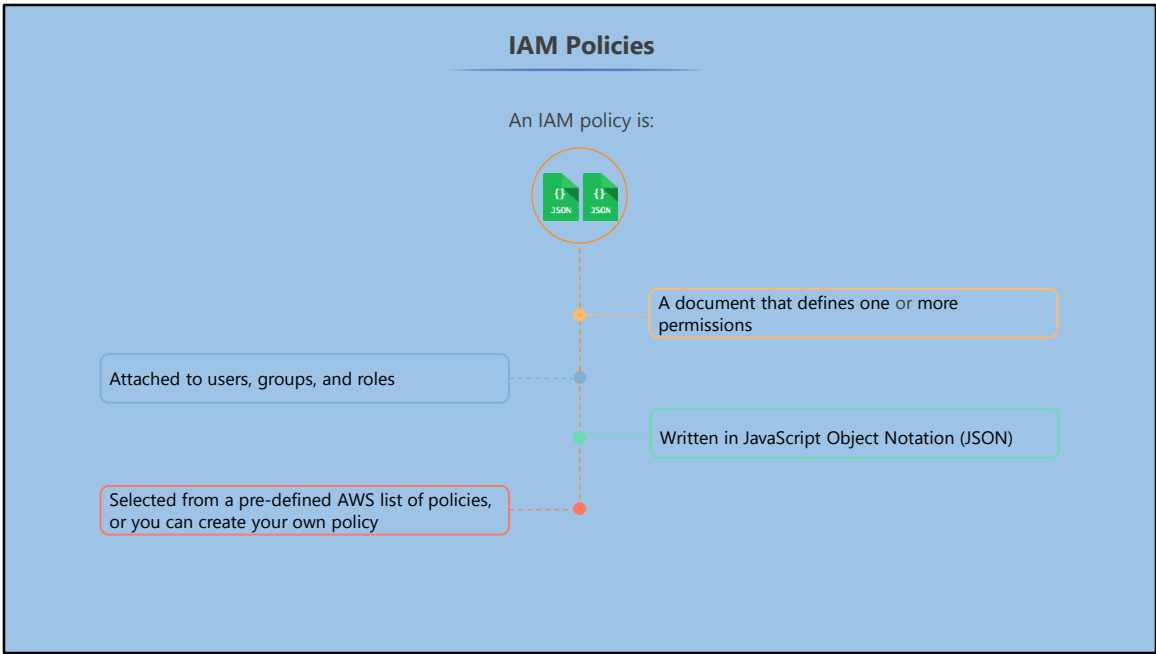 IAM Policies
An IAM policy is:
{} {}
JSON JSON
A document that defines one or more
permissions
Attached to users, groups, and roles
Written in JavaScript Object Notation (JSON)
Selected from a pre-defined AWS list of policies,
or you can create your own policy